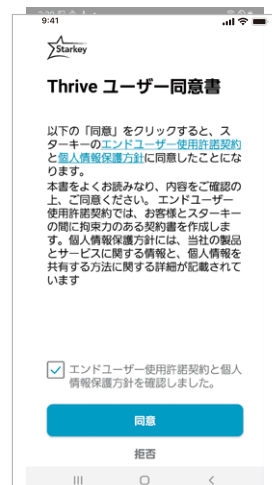 9:41
Starkey
Thrive ユーザー同意書
以下の「同意」をクリックすると、ス
ターキーのエンドユーザー使用許諾契約
と個人情報保護方針に同意したことにな
ります。
本書をよくお読みなり、内容をご確認の
上、ご同意ください。 エンドユーザー
使用許諾契約では、お客様とスターキー
の間に拘束力のある契約書を作成しま
す。個人情報保護方針には、当社の製品
とサービスに関する情報と、個人情報を
共有する方法に関する詳細が記載されて
います
エンドユーザー使用許諾契約と個人
情報保護方針を確認しました。
同意
拒否